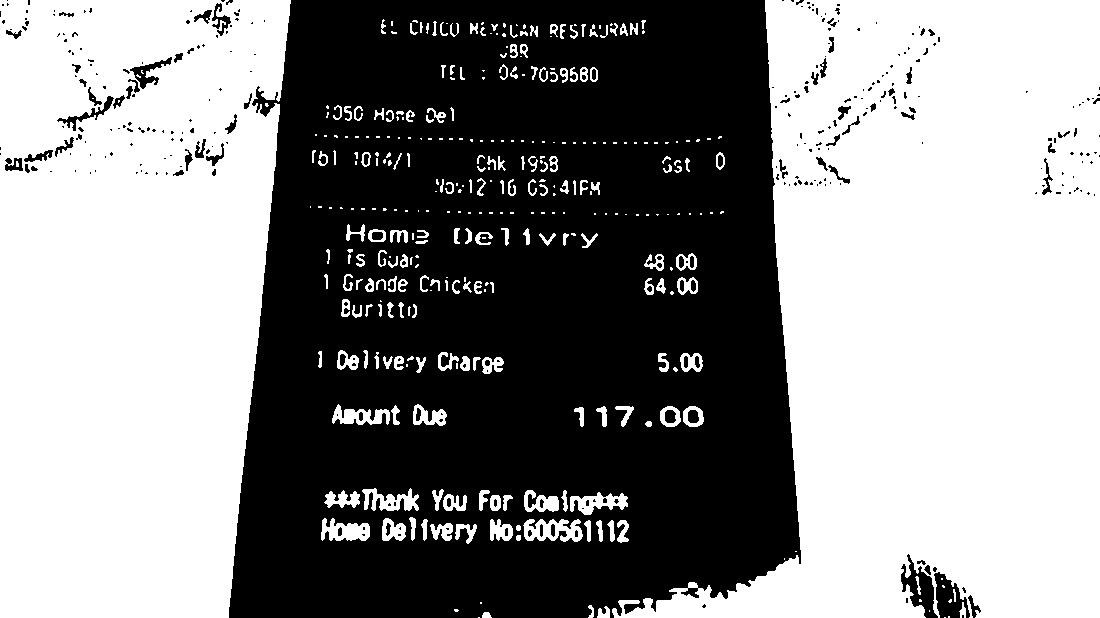 EL CHICO MEXICAN RESTAURANT
JBR
TEL : 04-7059680
1050 Home Del
Tbl 1014/1 Chk 1958 Gst 0
Nov12'16 05:41PM
Home Delivry
1 Ts Guac 48.00
1 Grande Chicken 64.00
Buritto
1 Delivery Charge 5.00
Amount Due 117.00
***Thank You For Coming***
Home Delivery No:600561112